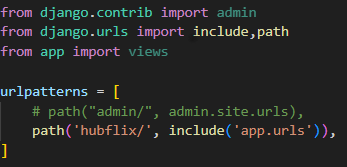 from django.contrib import admin
from django.urls import include,path
from app import views
urlpatterns = [
    # path("admin/", admin.site.urls),
    path('hubflix/', include('app.urls')),
]